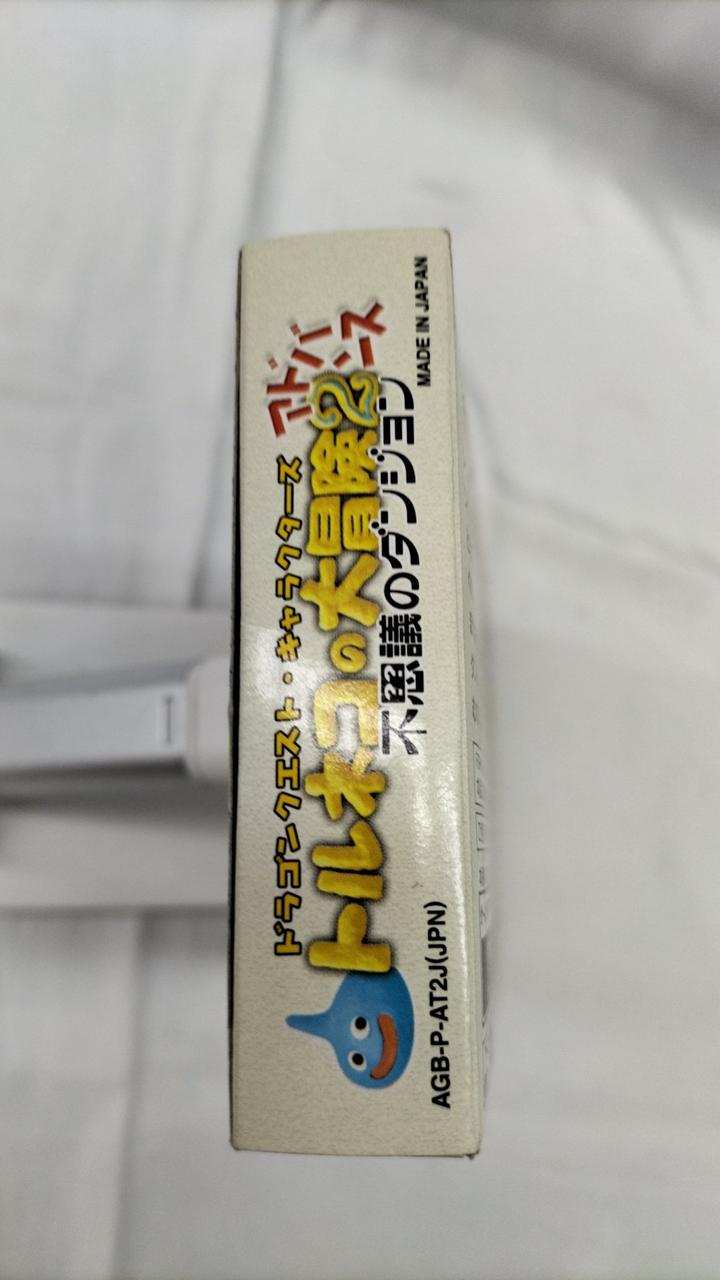 ドラゴンクエスト・キャラクターズ
トルネコの大冒険2
アドバンス
不思議のダンジョン
AGB-P-AT2J(JPN)
MADE IN JAPAN